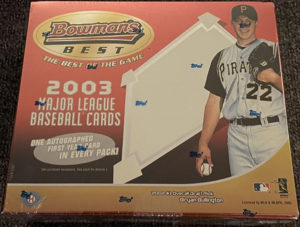 Bowman's
BEST
THE BEST IN THE GAME
2003
MAJOR LEAGUE
BASEBALL CARDS
ONE AUTOGRAPHED
FIRST YEAR CARD
IN EVERY PACK!
PIRATES
22
Bryan Bullington